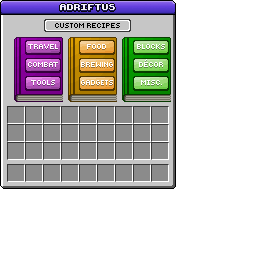 ADRIFTUS
CUSTOM RECIPES
TRAVEL FOOD BLOCKS
COMBAT BREWING DECOR
TOOLS GADGETS MISC